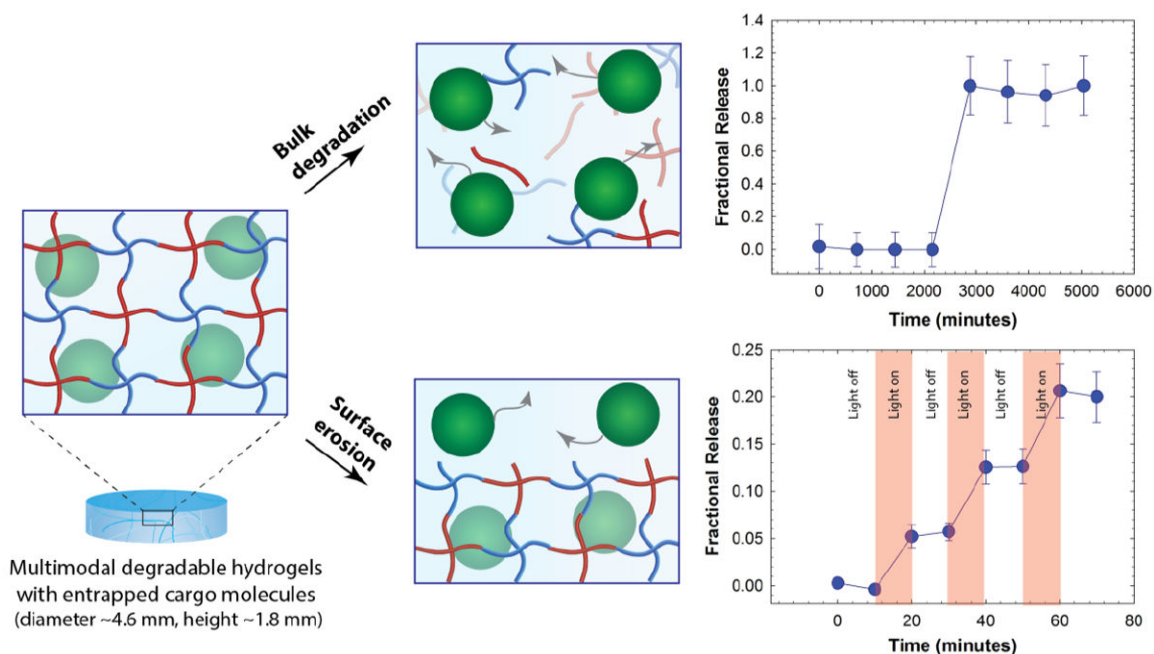 Bulk
degradation
Surface
erosion
Multimodal degradable hydrogels
with entrapped cargo molecules
(diameter ~4.6 mm, height ~1.8 mm)
Fractional Release
1.4
1.2
1.0
0.8
0.6
0.4
0.2
0.0
0 1000 2000 3000 4000 5000 6000
Time (minutes)
Fractional Release
0.25
0.20
0.15
0.10
0.05
0.00
Light off
Light on
Light off
Light on
Light off
Light on
0 20 40 60 80
Time (minutes)